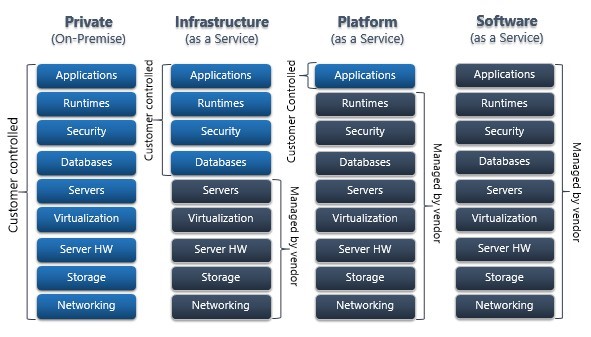 Private
(On-Premise)
Customer controlled
Applications
Runtimes
Security
Databases
Servers
Virtualization
Server HW
Storage
Networking
Infrastructure
(as a Service)
Customer controlled
Applications
Runtimes
Security
Databases
Servers
Virtualization
Server HW
Storage
Networking
Managed by vendor
Platform
(as a Service)
Customer Controlled
Applications
Runtimes
Security
Databases
Servers
Virtualization
Server HW
Storage
Networking
Managed by vendor
Software
(as a Service)
Applications
Runtimes
Security
Databases
Servers
Virtualization
Server HW
Storage
Networking
Managed by vendor